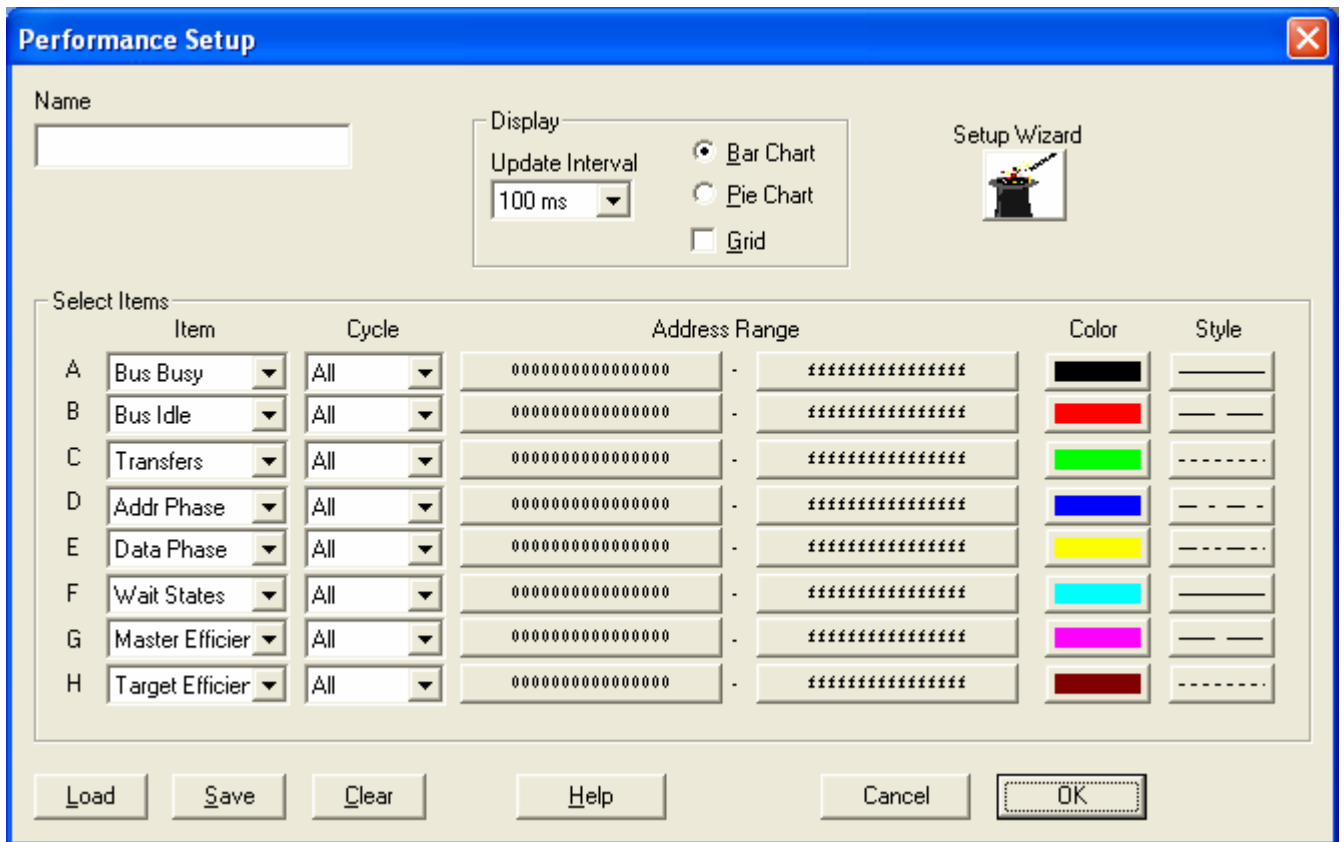 Performance Setup
Name
Display
Update Interval
100 ms
Bar Chart
Pie Chart
Grid
Setup Wizard
Select Items
Item Cycle Address Range Color Style
A Bus Busy All 0000000000000000 - ffffffffffffffff
B Bus Idle All 0000000000000000 - ffffffffffffffff
C Transfers All 0000000000000000 - ffffffffffffffff
D Addr Phase All 0000000000000000 - ffffffffffffffff
E Data Phase All 0000000000000000 - ffffffffffffffff
F Wait States All 0000000000000000 - ffffffffffffffff
G Master Efficier All 0000000000000000 - ffffffffffffffff
H Target Efficier All 0000000000000000 - ffffffffffffffff
Load Save Clear Help Cancel OK